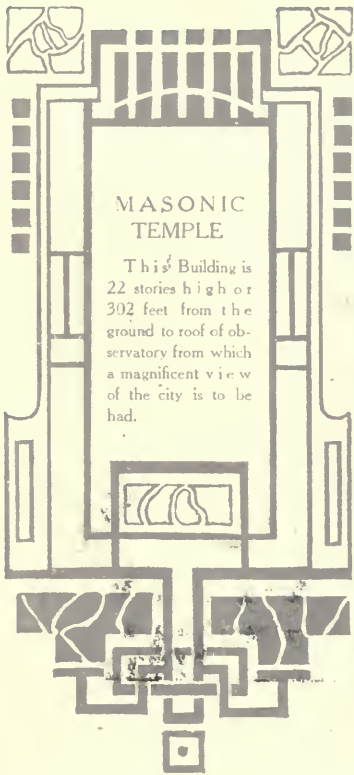 MASONIC
TEMPLE
This Building is
22 stories high or
302 feet from the
ground to roof of ob-
servatory from which
a magnificent view
of the city is to be
had.